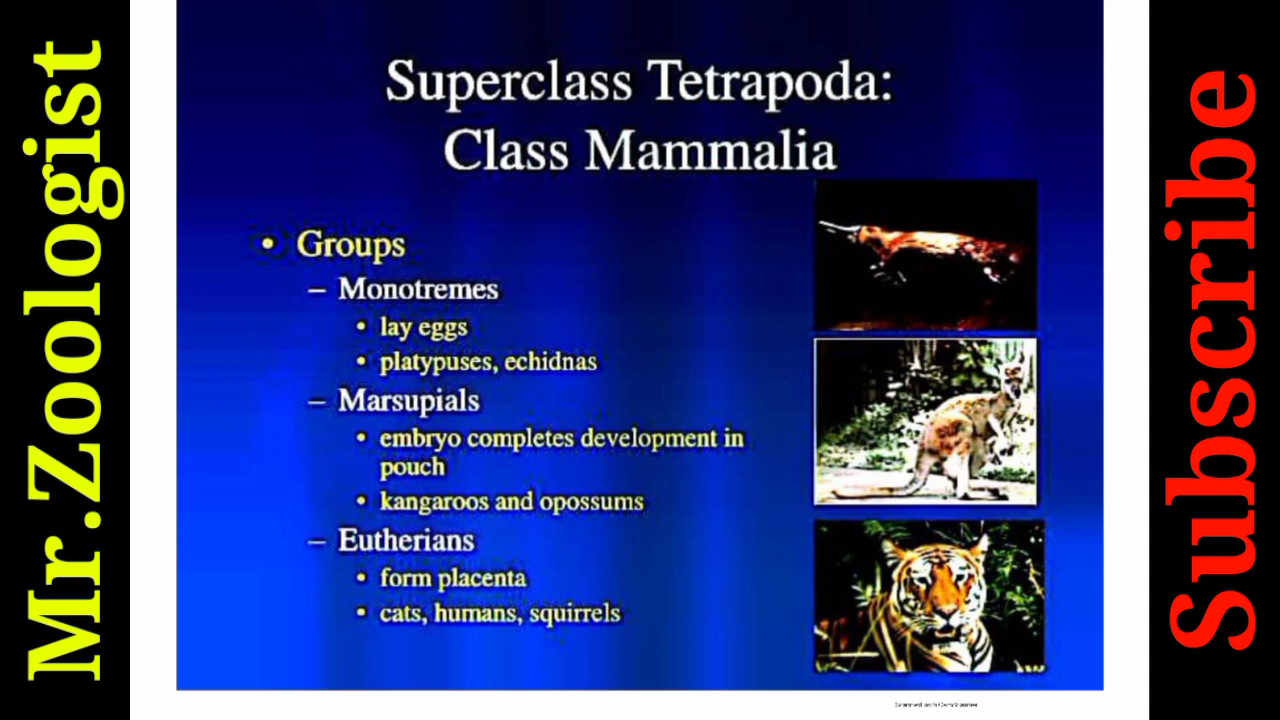 Mr.Zoologist
Superclass Tetrapoda:
Class Mammalia
• Groups
– Monotremes
• lay eggs
• platypuses, echidnas
– Marsupials
• embryo completes development in
pouch
• kangaroos and opossums
– Eutherians
• form placenta
• cats, humans, squirrels
Subscribe